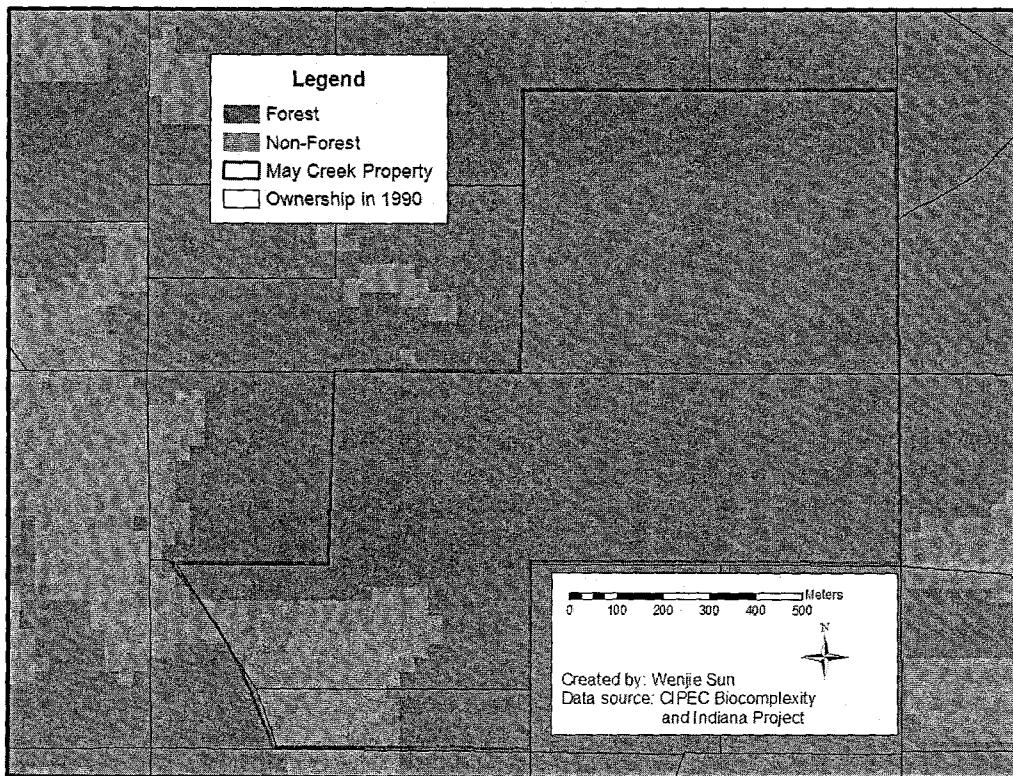 Legend
Forest
Non-Forest
May Creek Property
Ownership in 1990
Meters
0 100 200 300 400 500
N
Created by: Wenjie Sun
Data source: CIPEC Biocomplexity
and Indiana Project